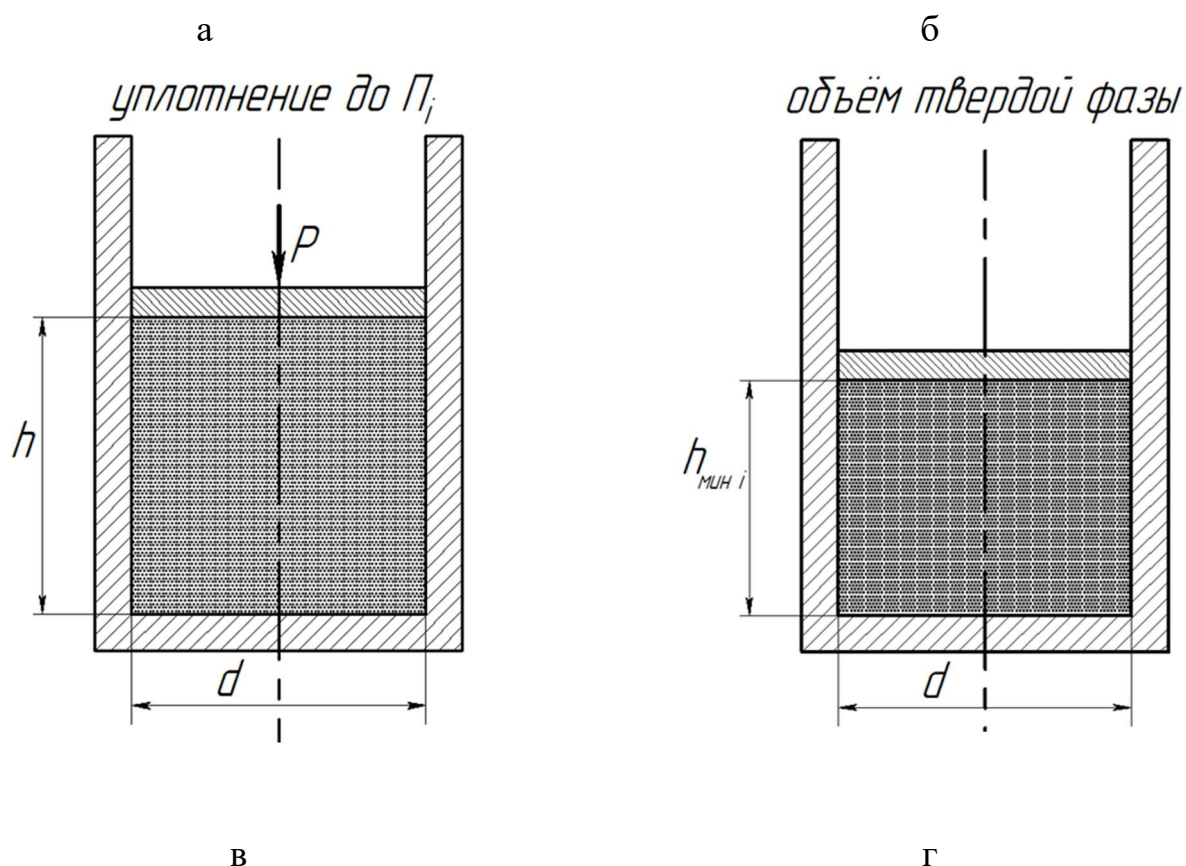 а б
уплотнение до Пi
объём твердой фазы
P
h
hмин i
d
d
в г